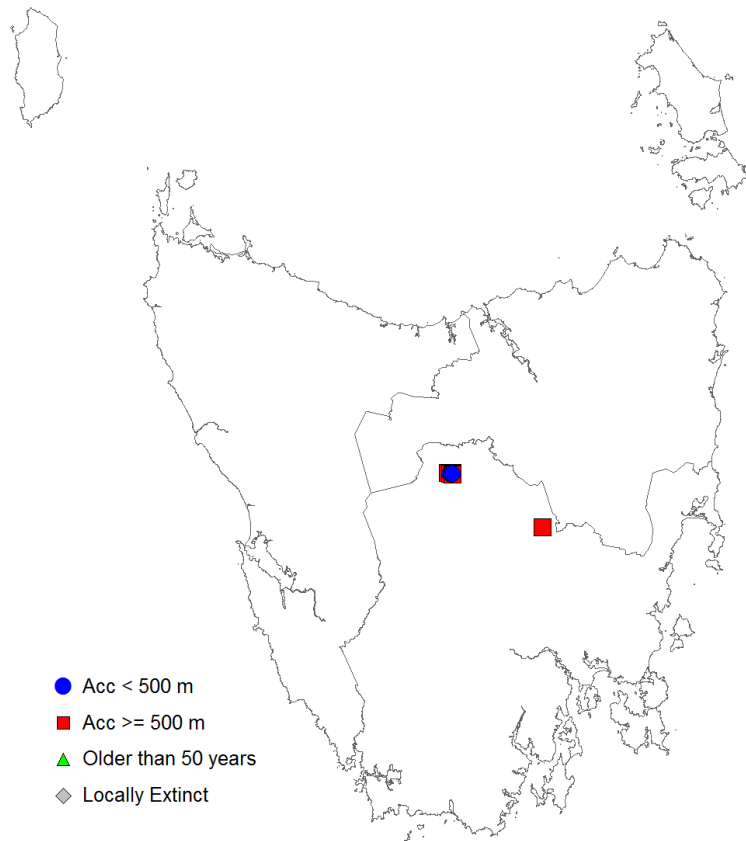 Acc < 500 m
Acc >= 500 m
Older than 50 years
Locally Extinct